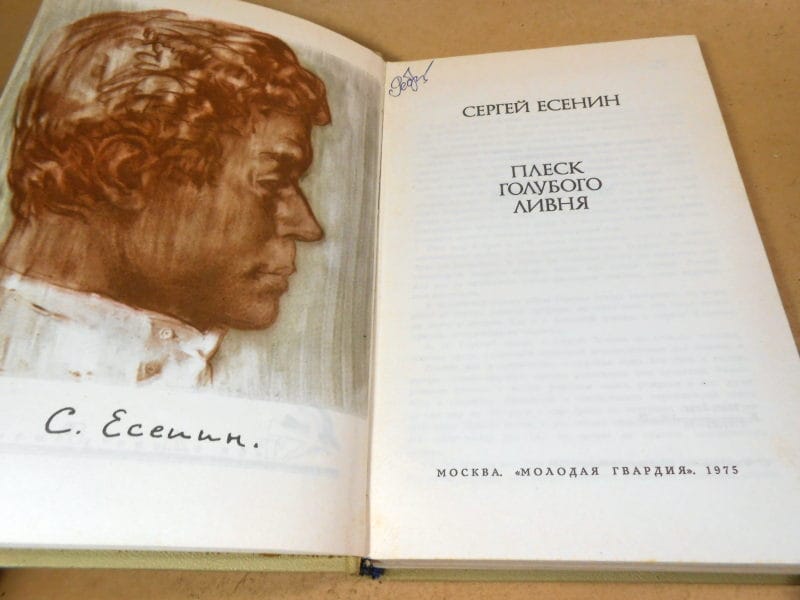 С. Есенин.
СЕРГЕЙ ЕСЕНИН
ПЛЕСК
ГОЛУБОГО
ЛИВНЯ
МОСКВА. «МОЛОДАЯ ГВАРДИЯ». 1975